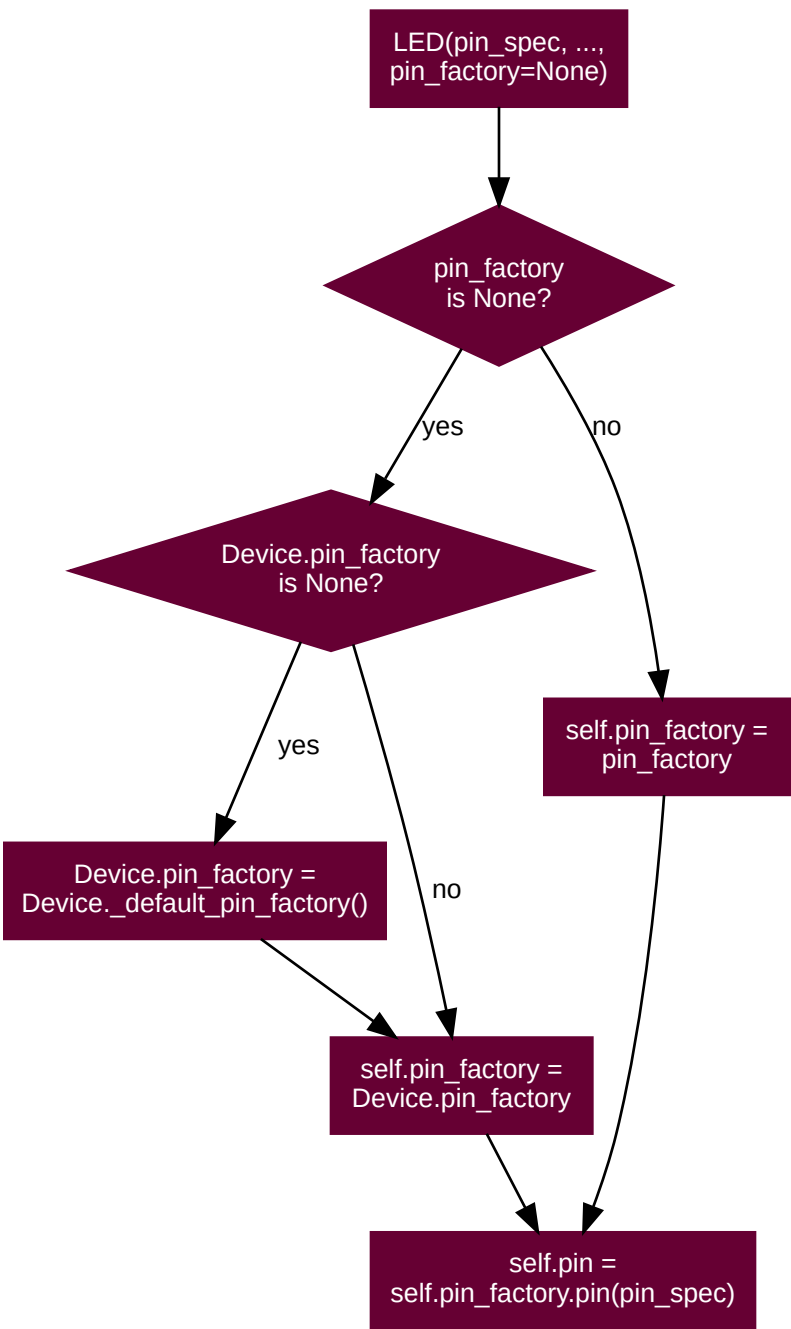 LED(pin_spec, ...,
pin_factory=None)
pin_factory
is None?
yes
no
Device.pin_factory
is None?
yes
no
self.pin_factory =
pin_factory
Device.pin_factory =
Device._default_pin_factory()
self.pin_factory =
Device.pin_factory
self.pin =
self.pin_factory.pin(pin_spec)